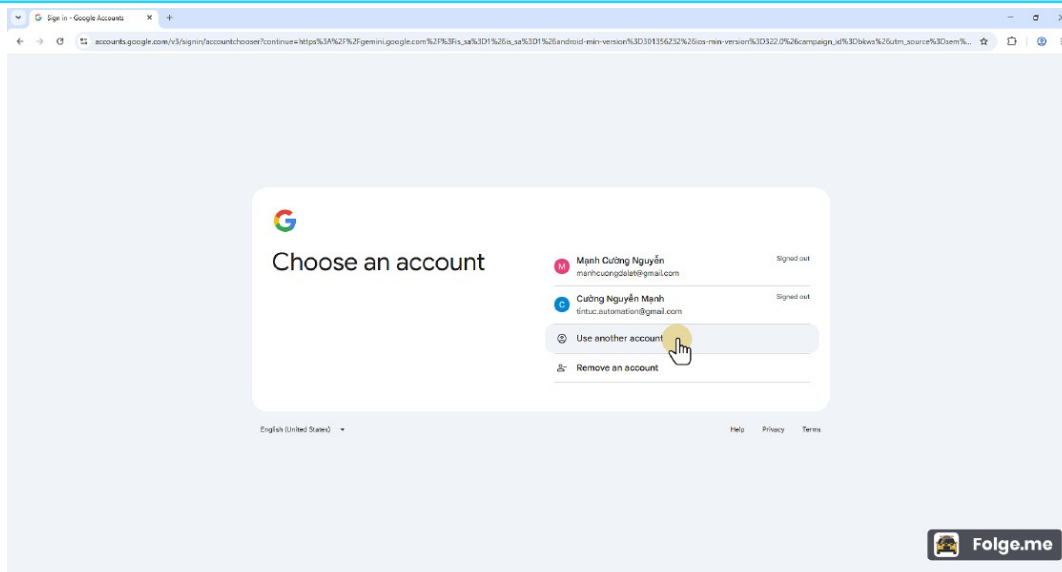 Sign in - Google Accounts
accounts.google.com/v3/signin/accountchooser?continue=https%3A%2F%2Fgemini.google.com%2F%3Fis_sa%3D1%26is_sa%3D1%26android-min-version%3D301356232%26ios-min-version%3D322.0%26campaign_id%3Dbkws%26utm_source%3Dsem%...
Choose an account
M
Mạnh Cường Nguyễn
Signed out
manhcuongdalat@gmail.com
C
Cường Nguyễn Mạnh
Signed out
tintuc.automation@gmail.com
Use another account
Remove an account
English (United States)
Help Privacy Terms
Folge.me